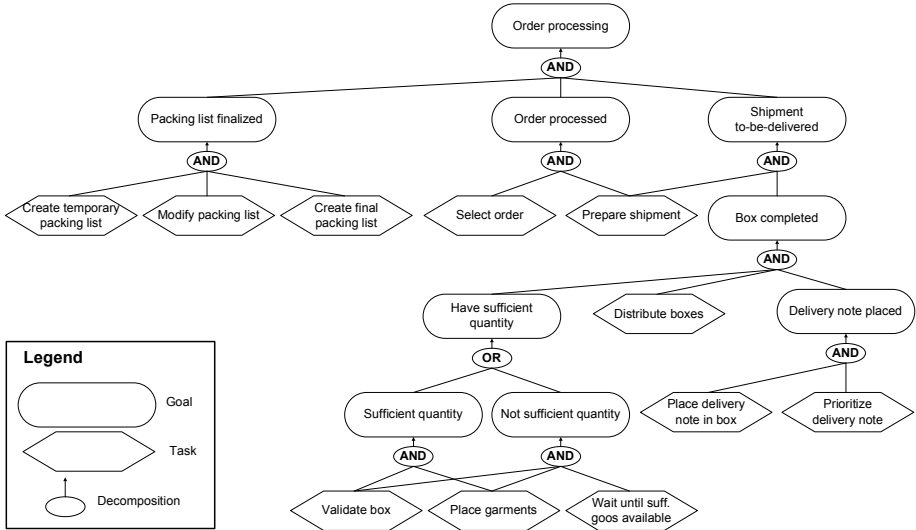 Order processing
AND
Packing list finalized
Order processed
Shipment
to-be-delivered
AND
AND
AND
Create temporary
packing list
Modify packing list
Create final
packing list
Select order
Prepare shipment
Box completed
AND
Have sufficient
quantity
Distribute boxes
Delivery note placed
OR
AND
Sufficient quantity
Not sufficient quantity
Place delivery
note in box
Prioritize
delivery note
AND
AND
Validate box
Place garments
Wait until suff.
goos available
Legend
Goal
Task
Decomposition